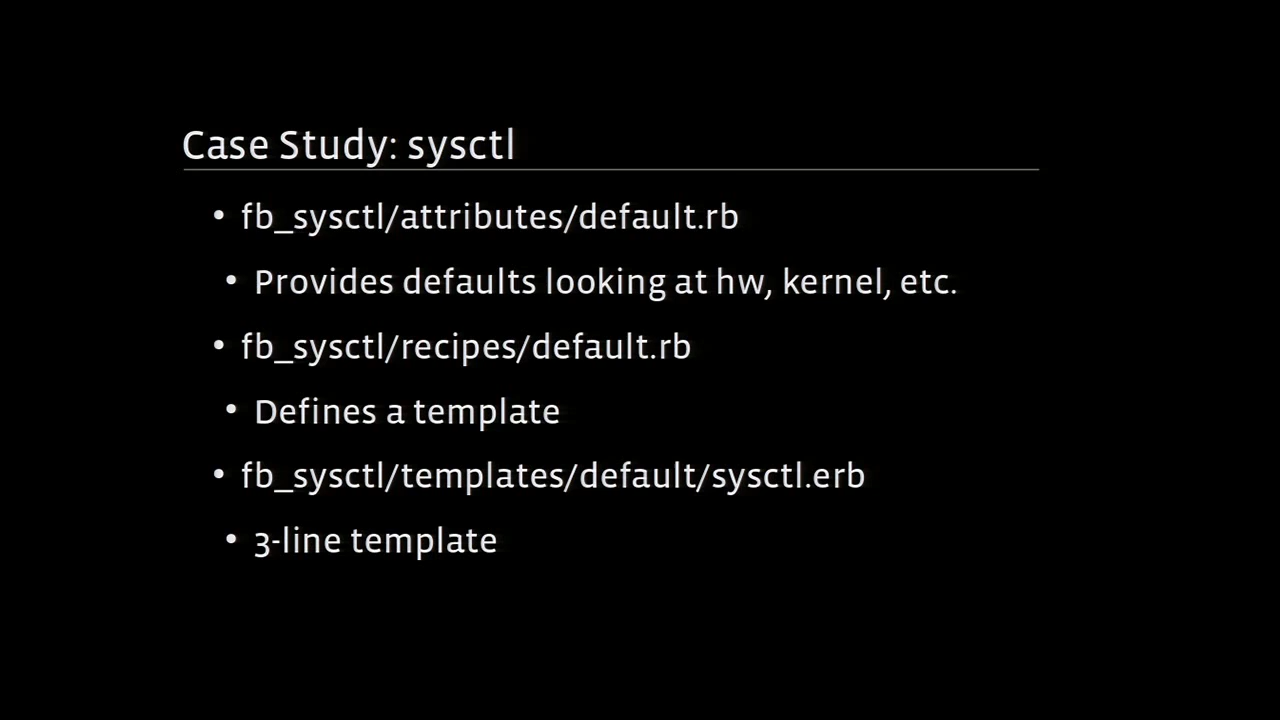 Case Study: sysctl
• fb_sysctl/attributes/default.rb
• Provides defaults looking at hw, kernel, etc.
• fb_sysctl/recipes/default.rb
• Defines a template
• fb_sysctl/templates/default/sysctl.erb
• 3-line template